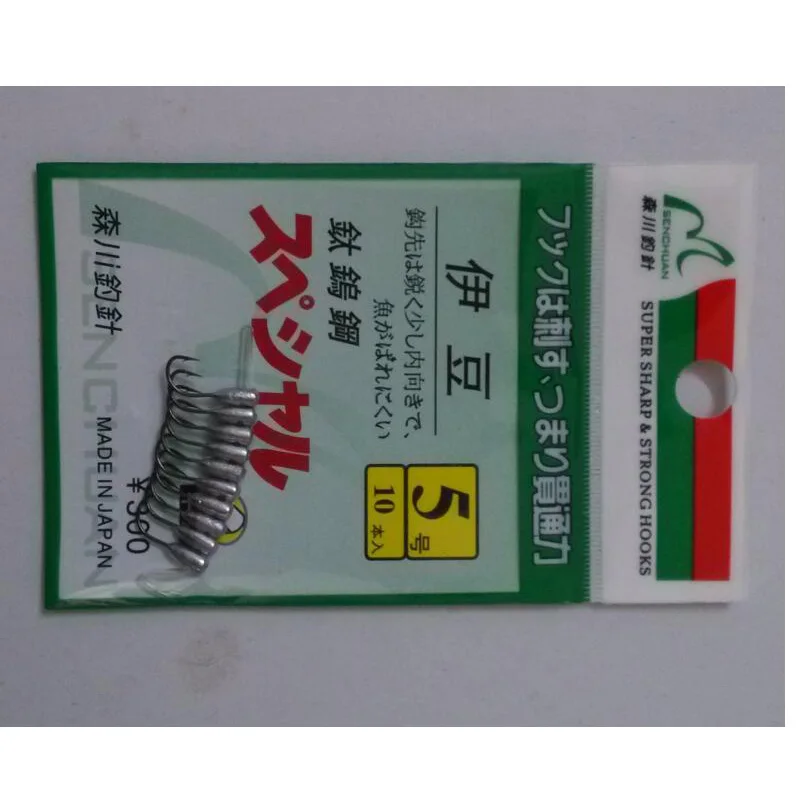 SENCHUAN
森川釣針
SUPER SHARP & STRONG HOOKS
フックは刺す、つまり貫通力
伊豆
鈎先は鋭く少し内向きで、
魚がばれにくい
5号
10本入
鈦鎢鋼
スペシャル
森川釣針
MADE IN JAPAN
¥300
SENCHUAN